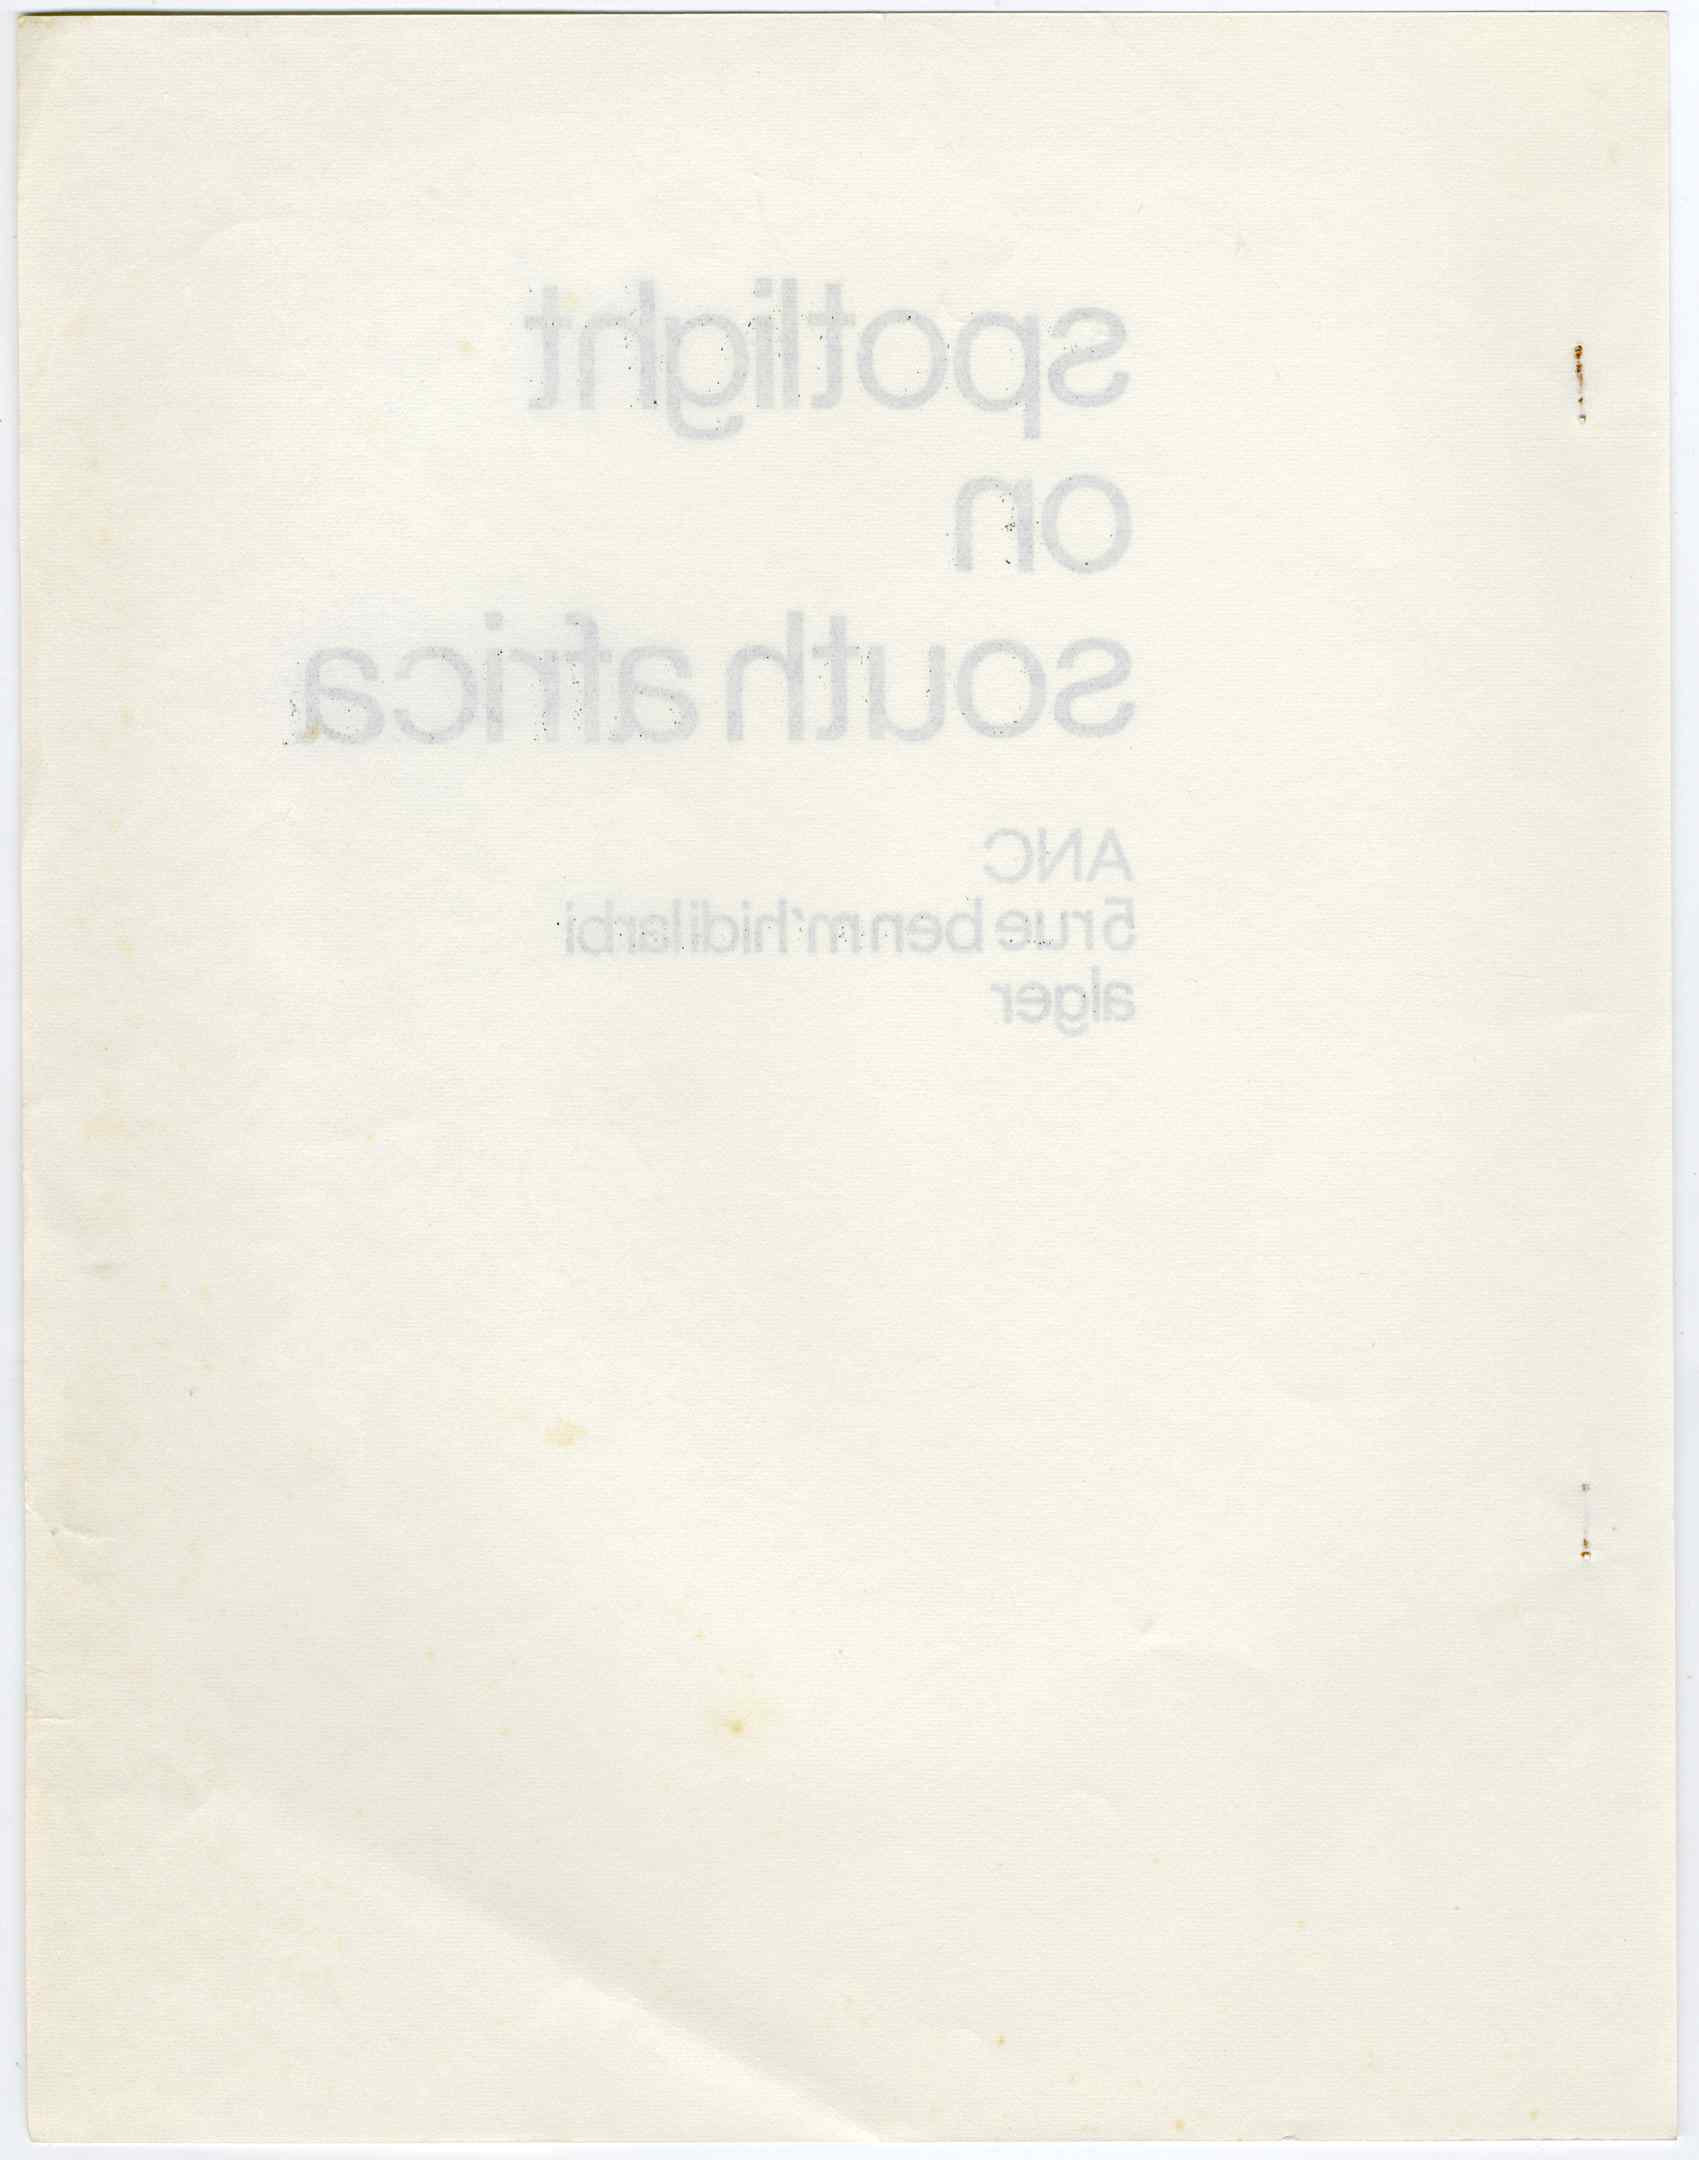 spotlight
on
south africa
ANC
5 rue ben m'hidi larbi
alger